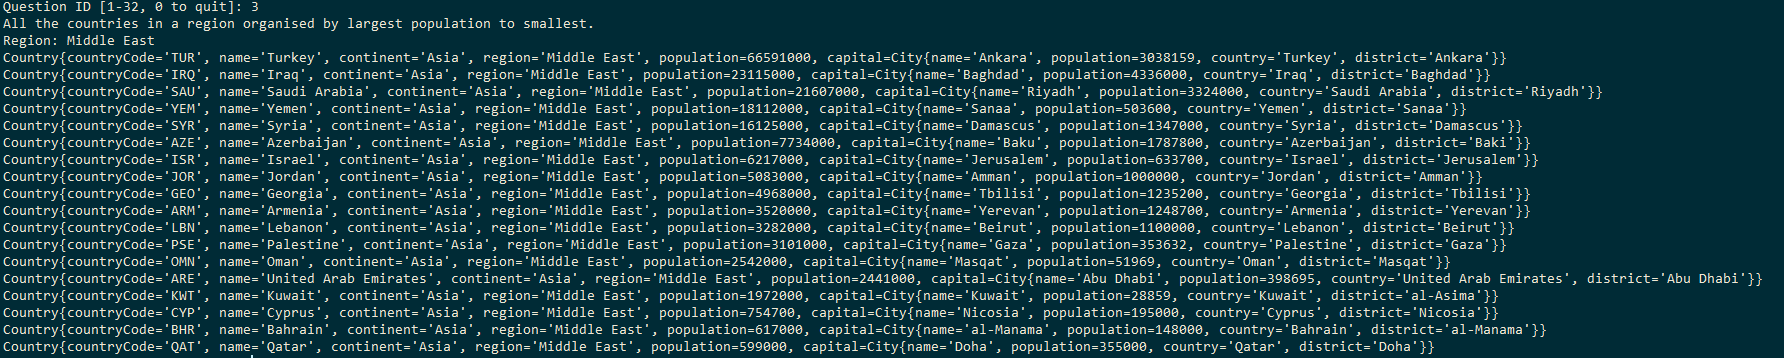 Question ID [1-32, 0 to quit]: 3
All the countries in a region organised by largest population to smallest.
Region: Middle East
Country{countryCode='TUR', name='Turkey', continent='Asia', region='Middle East', population=66591000, capital=City{name='Ankara', population=3038159, country='Turkey', district='Ankara'}}
Country{countryCode='IRQ', name='Iraq', continent='Asia', region='Middle East', population=23115000, capital=City{name='Baghdad', population=4336000, country='Iraq', district='Baghdad'}}
Country{countryCode='SAU', name='Saudi Arabia', continent='Asia', region='Middle East', population=21607000, capital=City{name='Riyadh', population=3324000, country='Saudi Arabia', district='Riyadh'}}
Country{countryCode='YEM', name='Yemen', continent='Asia', region='Middle East', population=18112000, capital=City{name='Sanaa', population=503600, country='Yemen', district='Sanaa'}}
Country{countryCode='SYR', name='Syria', continent='Asia', region='Middle East', population=16125000, capital=City{name='Damascus', population=1347000, country='Syria', district='Damascus'}}
Country{countryCode='AZE', name='Azerbaijan', continent='Asia', region='Middle East', population=7734000, capital=City{name='Baku', population=1787800, country='Azerbaijan', district='Baki'}}
Country{countryCode='ISR', name='Israel', continent='Asia', region='Middle East', population=6217000, capital=City{name='Jerusalem', population=633700, country='Israel', district='Jerusalem'}}
Country{countryCode='JOR', name='Jordan', continent='Asia', region='Middle East', population=5083000, capital=City{name='Amman', population=1000000, country='Jordan', district='Amman'}}
Country{countryCode='GEO', name='Georgia', continent='Asia', region='Middle East', population=4968000, capital=City{name='Tbilisi', population=1235200, country='Georgia', district='Tbilisi'}}
Country{countryCode='ARM', name='Armenia', continent='Asia', region='Middle East', population=3520000, capital=City{name='Yerevan', population=1248700, country='Armenia', district='Yerevan'}}
Country{countryCode='LBN', name='Lebanon', continent='Asia', region='Middle East', population=3282000, capital=City{name='Beirut', population=1100000, country='Lebanon', district='Beirut'}}
Country{countryCode='PSE', name='Palestine', continent='Asia', region='Middle East', population=3101000, capital=City{name='Gaza', population=353632, country='Palestine', district='Gaza'}}
Country{countryCode='OMN', name='Oman', continent='Asia', region='Middle East', population=2542000, capital=City{name='Masqat', population=51969, country='Oman', district='Masqat'}}
Country{countryCode='ARE', name='United Arab Emirates', continent='Asia', region='Middle East', population=2441000, capital=City{name='Abu Dhabi', population=398695, country='United Arab Emirates', district='Abu Dhabi'}}
Country{countryCode='KWT', name='Kuwait', continent='Asia', region='Middle East', population=1972000, capital=City{name='Kuwait', population=28859, country='Kuwait', district='al-Asima'}}
Country{countryCode='CYP', name='Cyprus', continent='Asia', region='Middle East', population=754700, capital=City{name='Nicosia', population=195000, country='Cyprus', district='Nicosia'}}
Country{countryCode='BHR', name='Bahrain', continent='Asia', region='Middle East', population=617000, capital=City{name='al-Manama', population=148000, country='Bahrain', district='al-Manama'}}
Country{countryCode='QAT', name='Qatar', continent='Asia', region='Middle East', population=599000, capital=City{name='Doha', population=355000, country='Qatar', district='Doha'}}